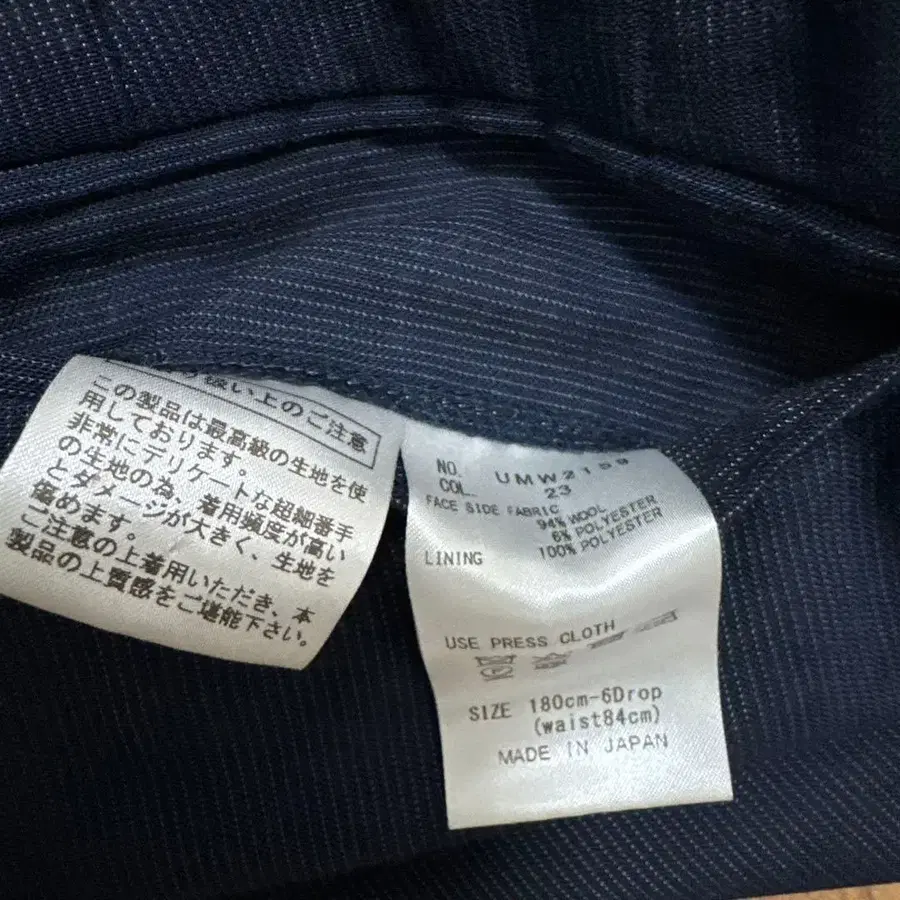 扱い上のご注意
この製品は最高級の生地を使
用しております。
非常にデリケートな超細番手
の生地の為、着用頻度が高い
とダメージが大きく、生地を
縮めます。
ご注意の上着用いただき、本
製品の上質感をご堪能下さい。
NO. UMW2159
COL. 23
FACE SIDE FABRIC
94% WOOL
6% POLYESTER
LINING 100% POLYESTER
USE PRESS CLOTH
SIZE 180cm-6Drop
(waist84cm)
MADE IN JAPAN